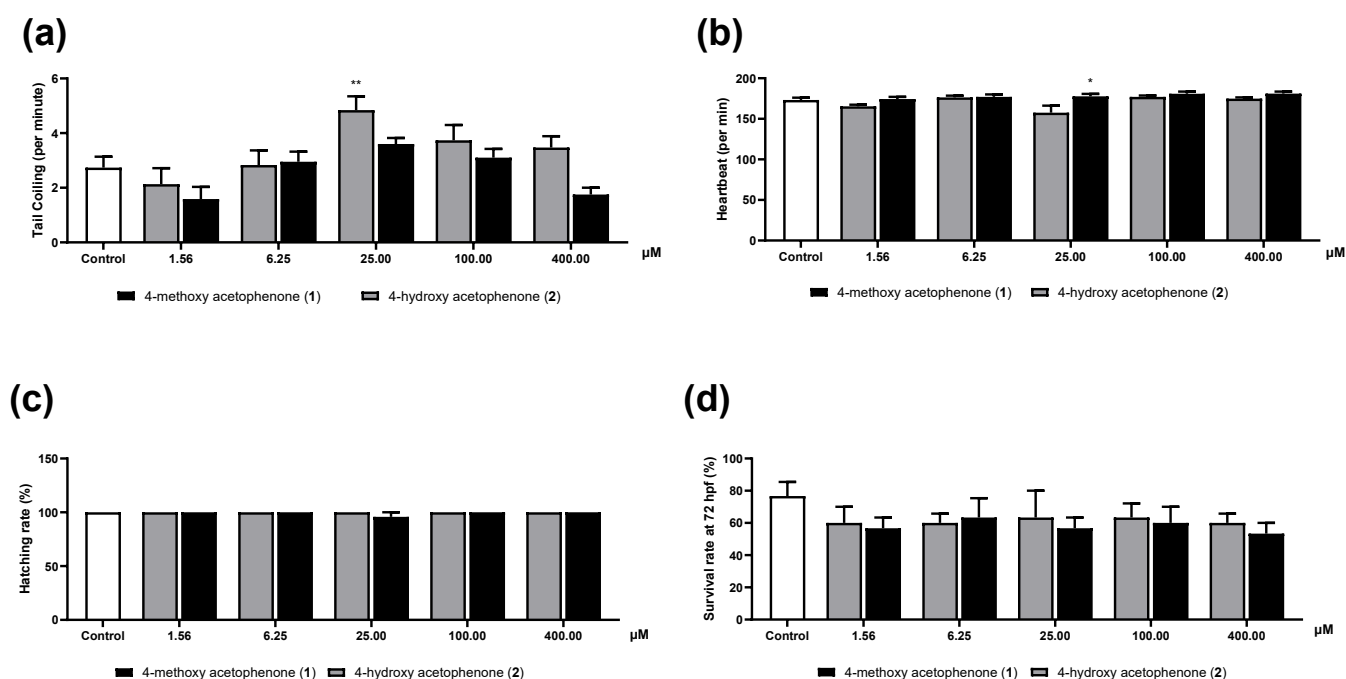 (a)
Tail Coiling (per minute)
6
4
2
0
**
Control 1.56 6.25 25.00 100.00 400.00 µM
4-methoxy acetophenone (1) 4-hydroxy acetophenone (2)
(b)
Heartbeat (per min)
200
150
100
50
0
*
Control 1.56 6.25 25.00 100.00 400.00 µM
4-methoxy acetophenone (1) 4-hydroxy acetophenone (2)
(c)
Hatching rate (%)
150
100
50
0
Control 1.56 6.25 25.00 100.00 400.00 µM
4-methoxy acetophenone (1) 4-hydroxy acetophenone (2)
(d)
Survival rate at 72 hpf (%)
100
80
60
40
20
0
Control 1.56 6.25 25.00 100.00 400.00 µM
4-methoxy acetophenone (1) 4-hydroxy acetophenone (2)